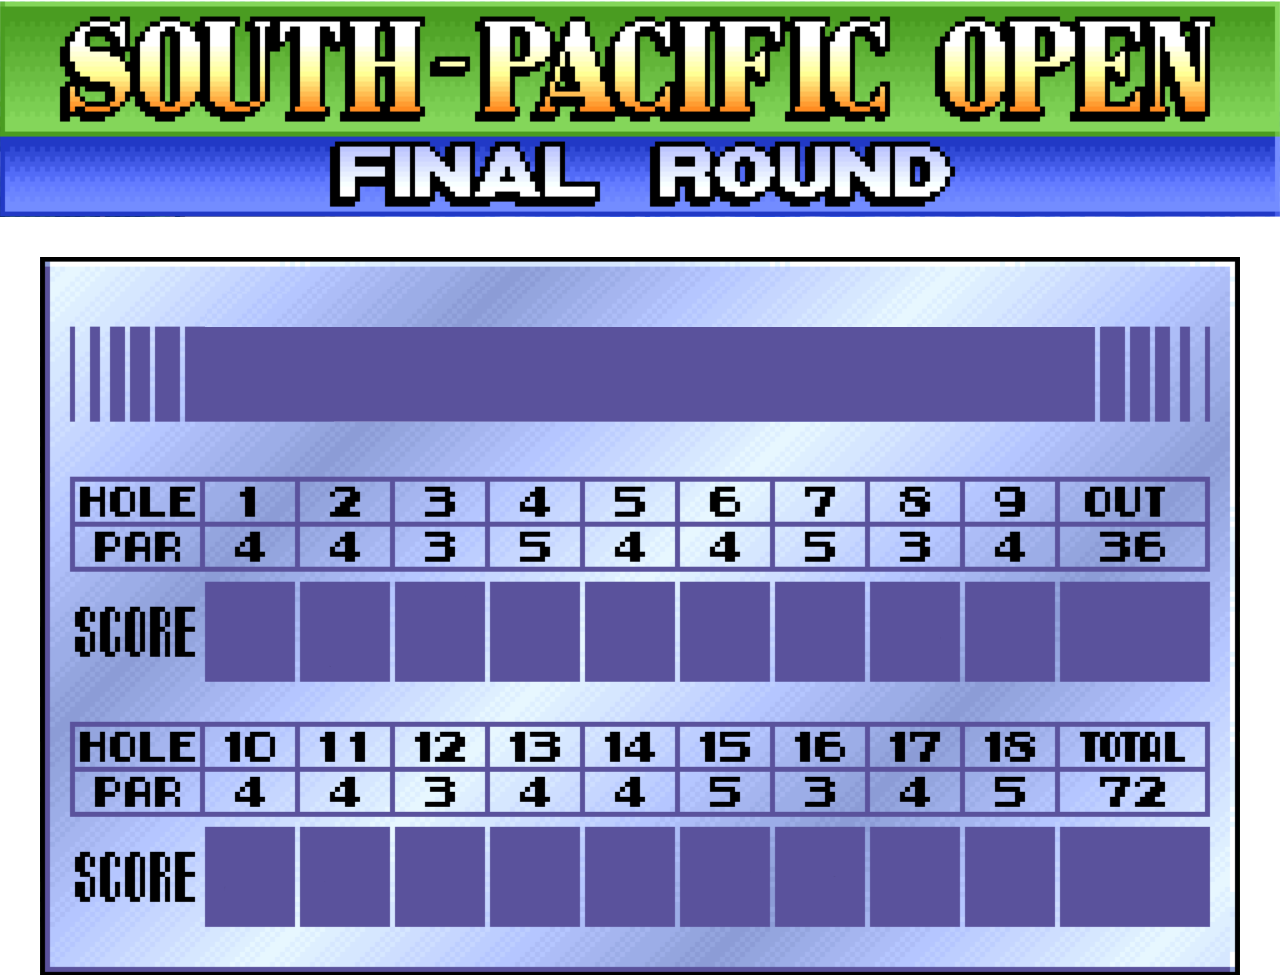 SOUTH-PACIFIC OPEN
FINAL ROUND
HOLE 1 2 3 4 5 6 7 8 9 OUT
PAR 4 4 3 5 4 4 5 3 4 36
SCORE
HOLE 10 11 12 13 14 15 16 17 18 TOTAL
PAR 4 4 3 4 4 5 3 4 5 72
SCORE